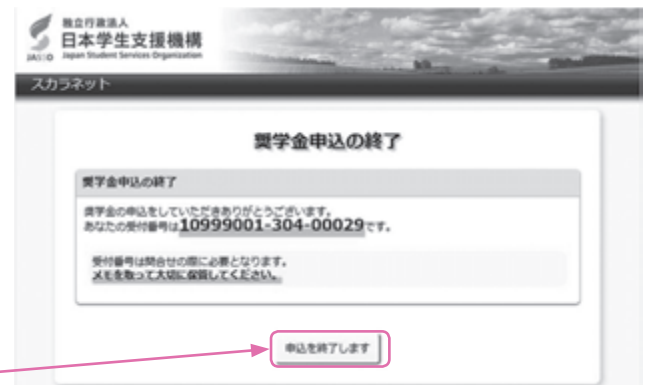 独立行政法人
日本学生支援機構
JASSO Japan Student Services Organization
スカラネット
奨学金申込の終了
奨学金申込の終了
奨学金の申込をしていただきありがとうございます。
あなたの受付番号は10999001-304-00029です。
受付番号は問合せの際に必要となります。
メモを取って大切に保管してください。
申込を終了します